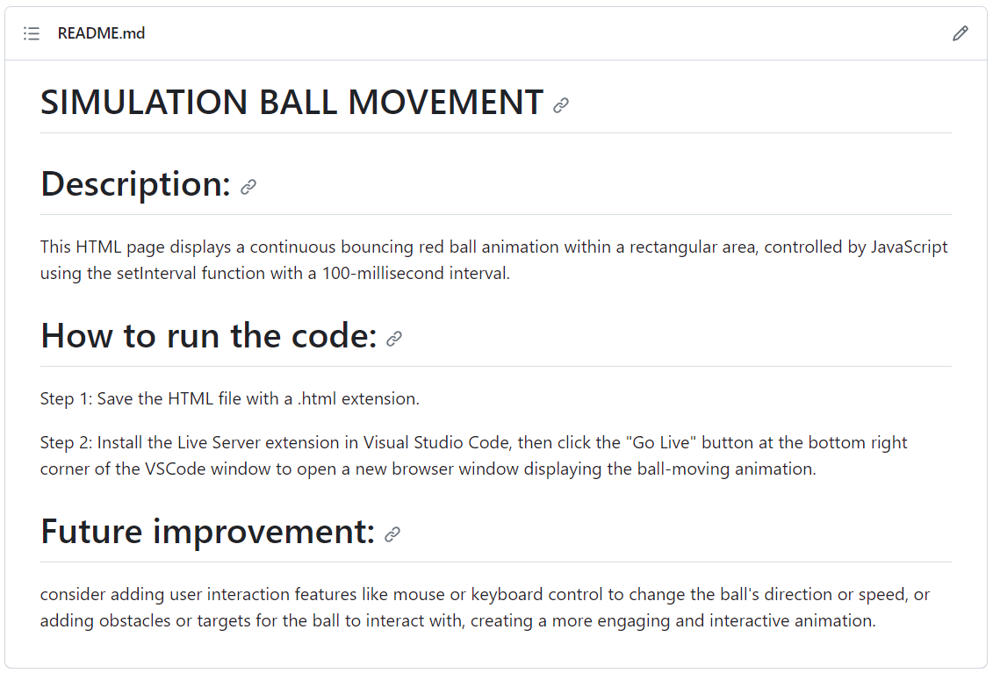 README.md
SIMULATION BALL MOVEMENT
Description:
This HTML page displays a continuous bouncing red ball animation within a rectangular area, controlled by JavaScript
using the setInterval function with a 100-millisecond interval.
How to run the code:
Step 1: Save the HTML file with a .html extension.
Step 2: Install the Live Server extension in Visual Studio Code, then click the "Go Live" button at the bottom right
corner of the VSCode window to open a new browser window displaying the ball-moving animation.
Future improvement:
consider adding user interaction features like mouse or keyboard control to change the ball's direction or speed, or
adding obstacles or targets for the ball to interact with, creating a more engaging and interactive animation.